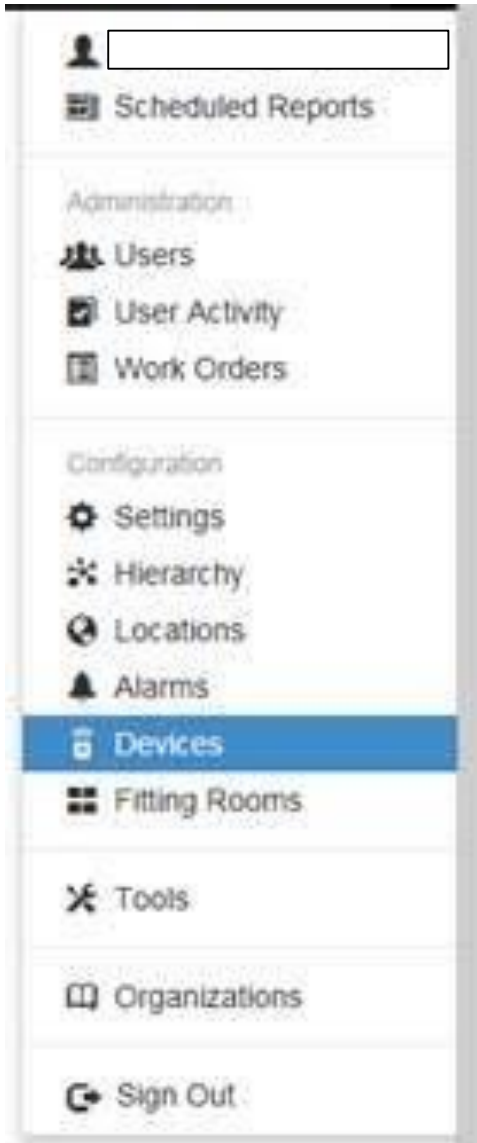 Scheduled Reports
Administration
Users
User Activity
Work Orders
Configuration
Settings
Hierarchy
Locations
Alarms
Devices
Fitting Rooms
Tools
Organizations
Sign Out